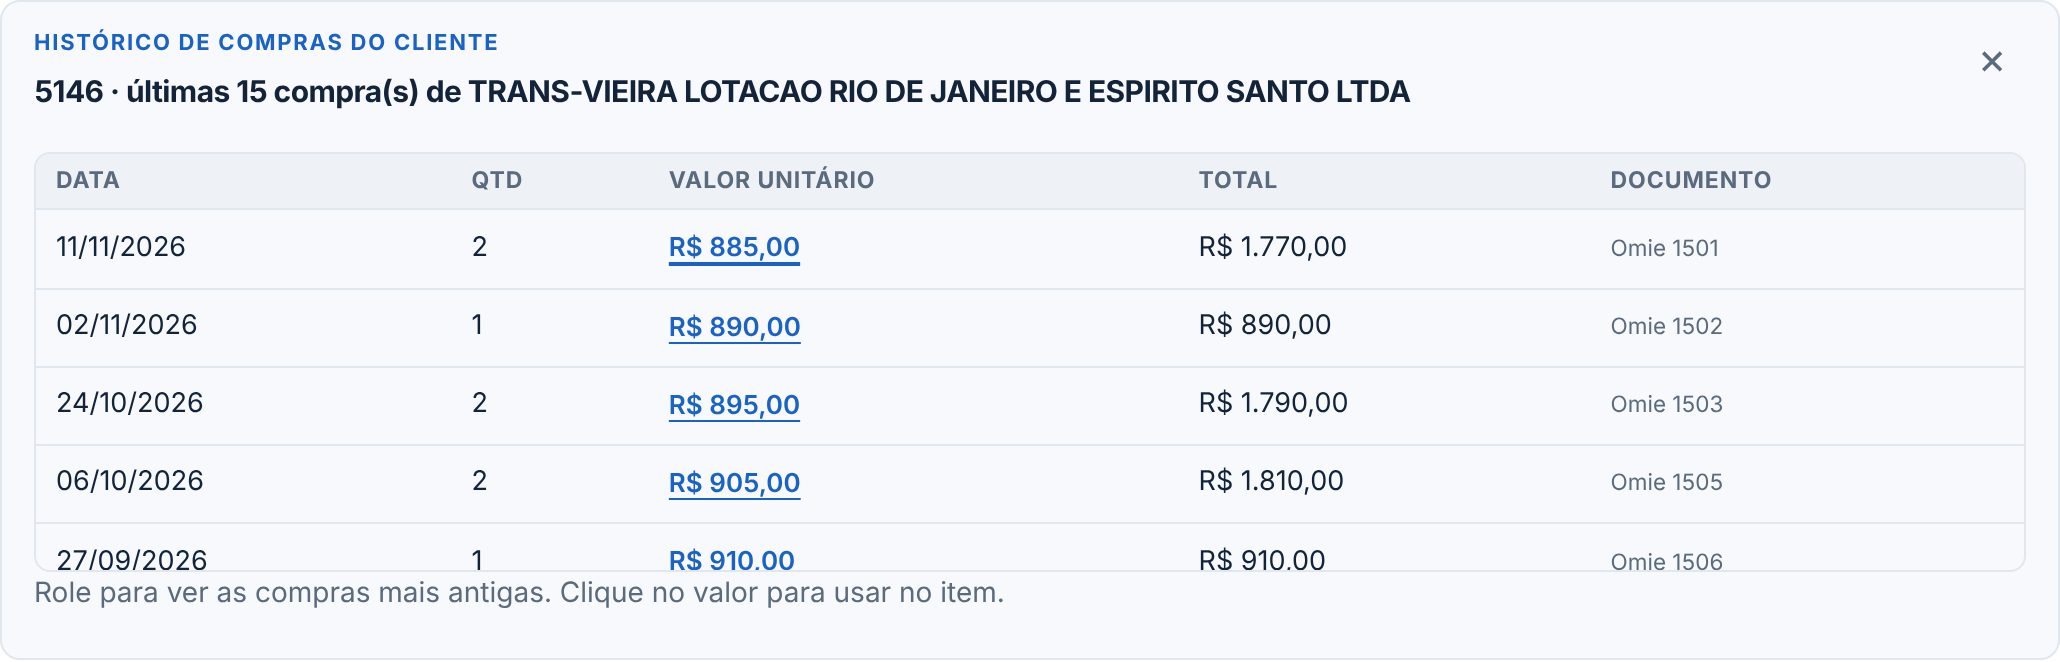 HISTÓRICO DE COMPRAS DO CLIENTE
5146 · últimas 15 compra(s) de TRANS-VIEIRA LOTACAO RIO DE JANEIRO E ESPIRITO SANTO LTDA
DATA QTD VALOR UNITÁRIO TOTAL DOCUMENTO
11/11/2026 2 R$ 885,00 R$ 1.770,00 Omie 1501
02/11/2026 1 R$ 890,00 R$ 890,00 Omie 1502
24/10/2026 2 R$ 895,00 R$ 1.790,00 Omie 1503
06/10/2026 2 R$ 905,00 R$ 1.810,00 Omie 1505
27/09/2026 1 R$ 910,00 R$ 910,00 Omie 1506
Role para ver as compras mais antigas. Clique no valor para usar no item.